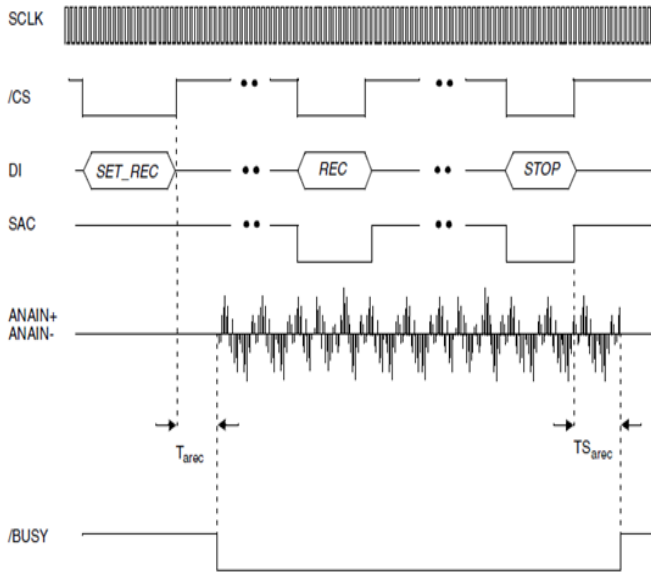 SCLK
/CS
DI SET_REC REC STOP
SAC
ANAIN+
ANAIN-
Tarec TSarec
/BUSY